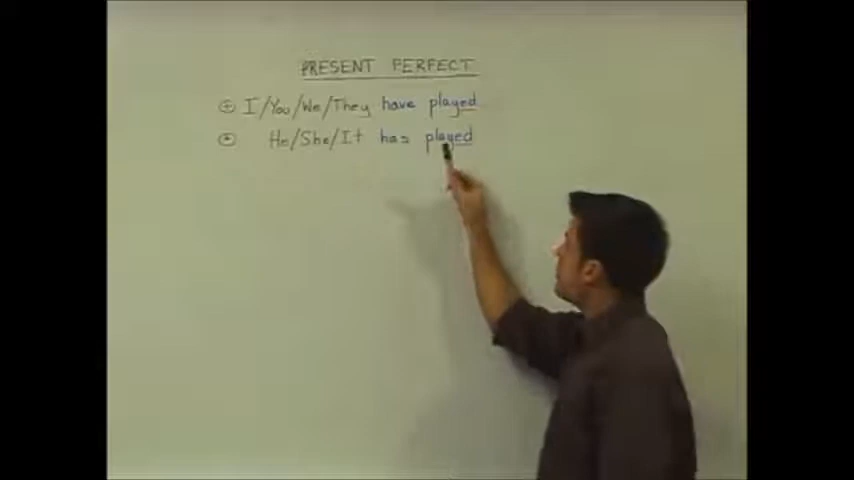 PRESENT PERFECT
⊕ I/You/We/They have played
⊕ He/She/It has played